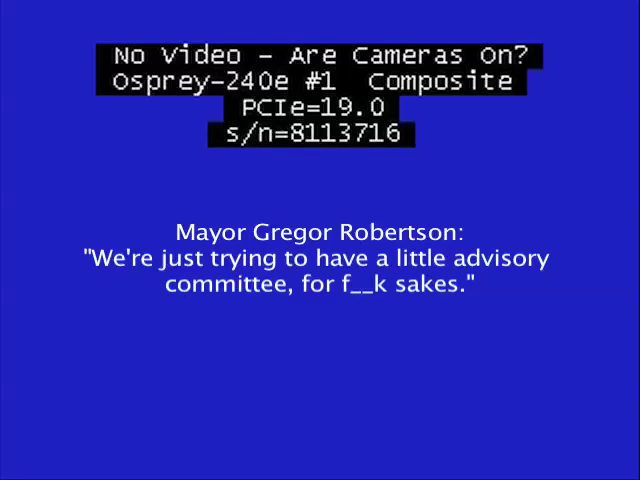 No Video - Are Cameras On?
Osprey-240e #1  Composite
PCIe=19.0
s/n=8113716
Mayor Gregor Robertson:
"We're just trying to have a little advisory
committee, for f__k sakes."